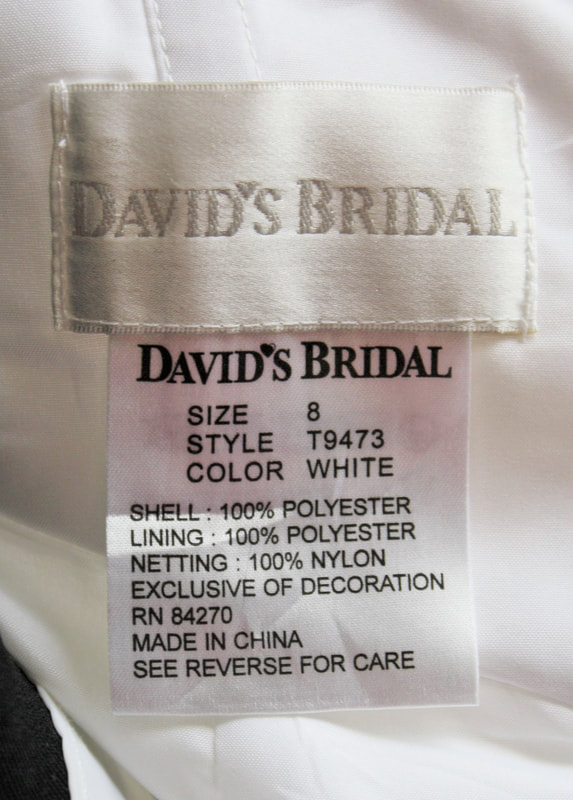 DAVID'S BRIDAL
DAVID'S BRIDAL
SIZE 8
STYLE T9473
COLOR WHITE
SHELL : 100% POLYESTER
LINING : 100% POLYESTER
NETTING : 100% NYLON
EXCLUSIVE OF DECORATION
RN 84270
MADE IN CHINA
SEE REVERSE FOR CARE